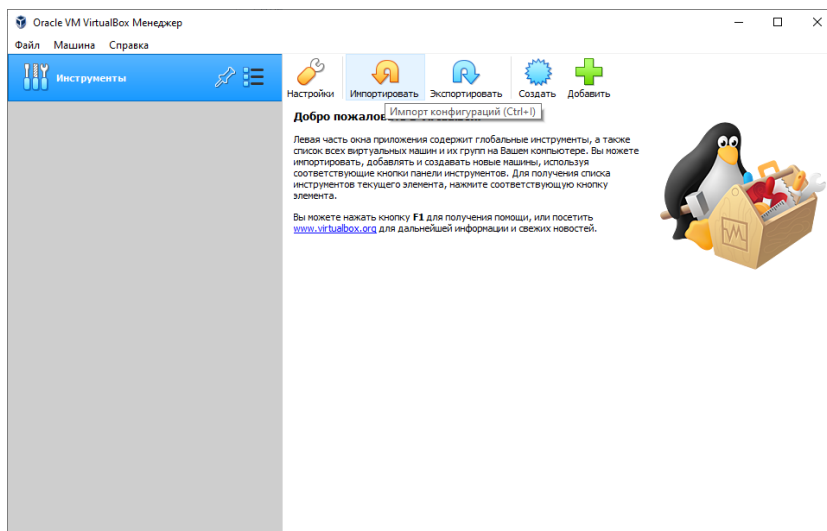 Oracle VM VirtualBox Менеджер
Файл Машина Справка
Инструменты
Настройки Импортировать Экспортировать Создать Добавить
Импорт конфигураций (Ctrl+I)
Добро
Левая часть окна приложения содержит глобальные инструменты, а также
список всех виртуальных машин и их групп на Вашем компьютере. Вы можете
импортировать, добавлять и создавать новые машины, используя
соответствующие кнопки панели инструментов. Для получения списка
инструментов текущего элемента, нажмите соответствующую кнопку
элемента.
Вы можете нажать кнопку F1 для получения помощи, или посетить
www.virtualbox.org для дальнейшей информации и свежих новостей.